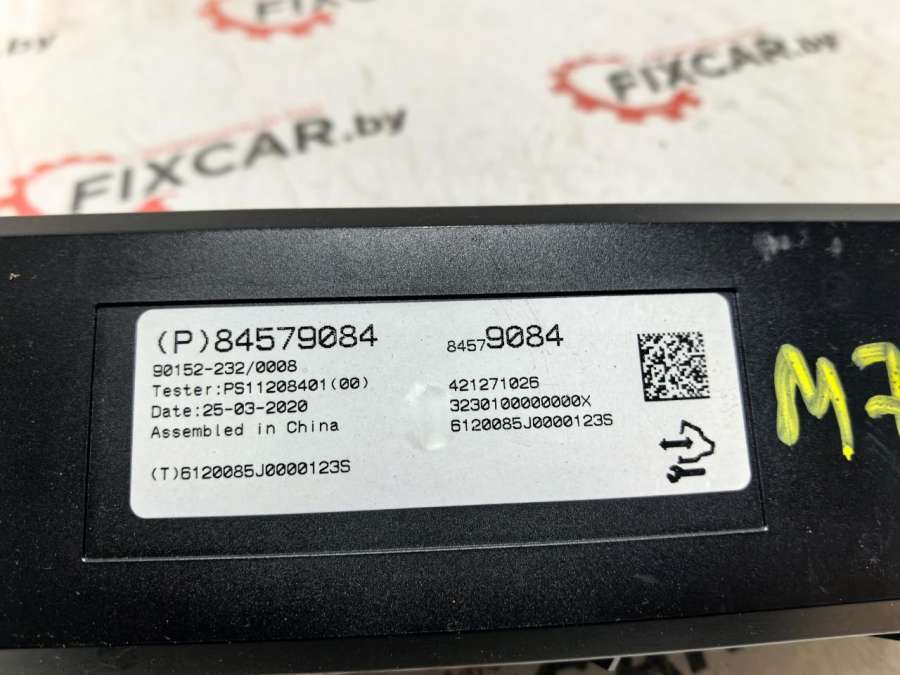 FIXCAR.by
FIXCAR.by
(P)84579084
90152-232/0008
Tester:PS11208401(00)
Date:25-03-2020
Assembled in China
(T)6120085J0000123S
84579084
421271026
3230100000000X
6120085J0000123S
M7